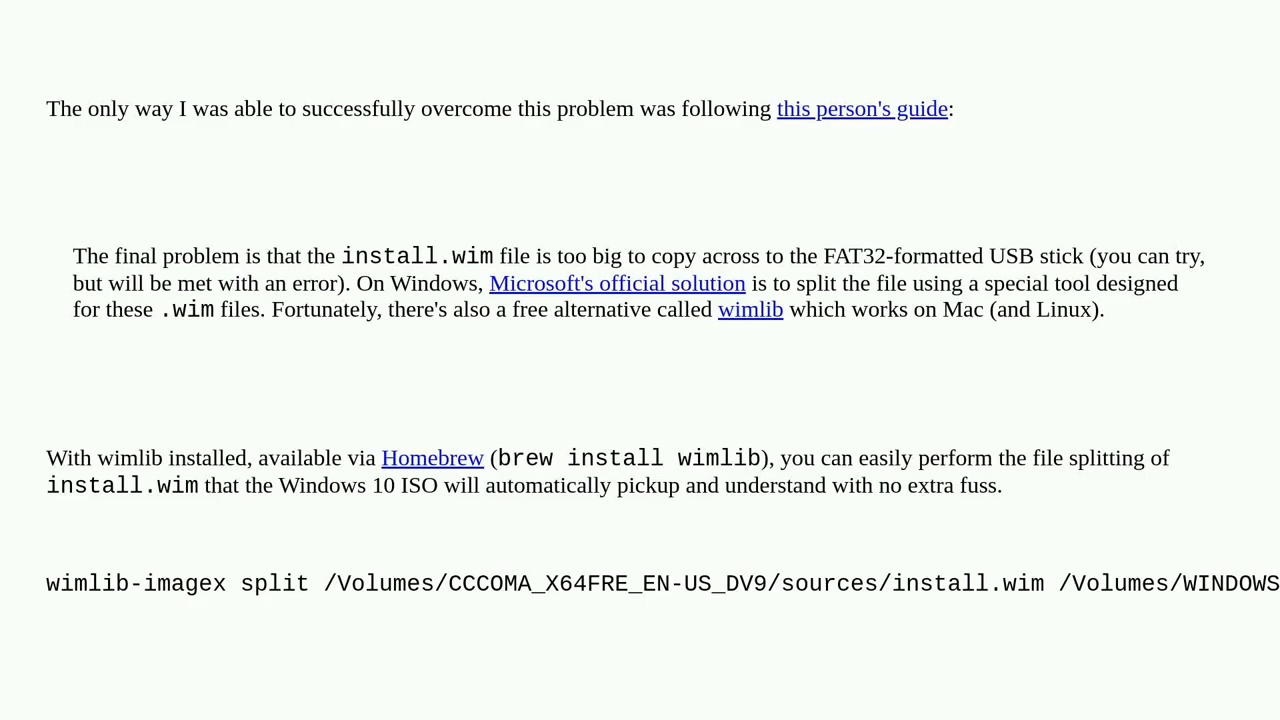 The only way I was able to successfully overcome this problem was following this person's guide:
The final problem is that the install.wim file is too big to copy across to the FAT32-formatted USB stick (you can try,
but will be met with an error). On Windows, Microsoft's official solution is to split the file using a special tool designed
for these .wim files. Fortunately, there's also a free alternative called wimlib which works on Mac (and Linux).
With wimlib installed, available via Homebrew (brew install wimlib), you can easily perform the file splitting of
install.wim that the Windows 10 ISO will automatically pickup and understand with no extra fuss.
wimlib-imagex split /Volumes/CCCOMA_X64FRE_EN-US_DV9/sources/install.wim /Volumes/WINDOWS